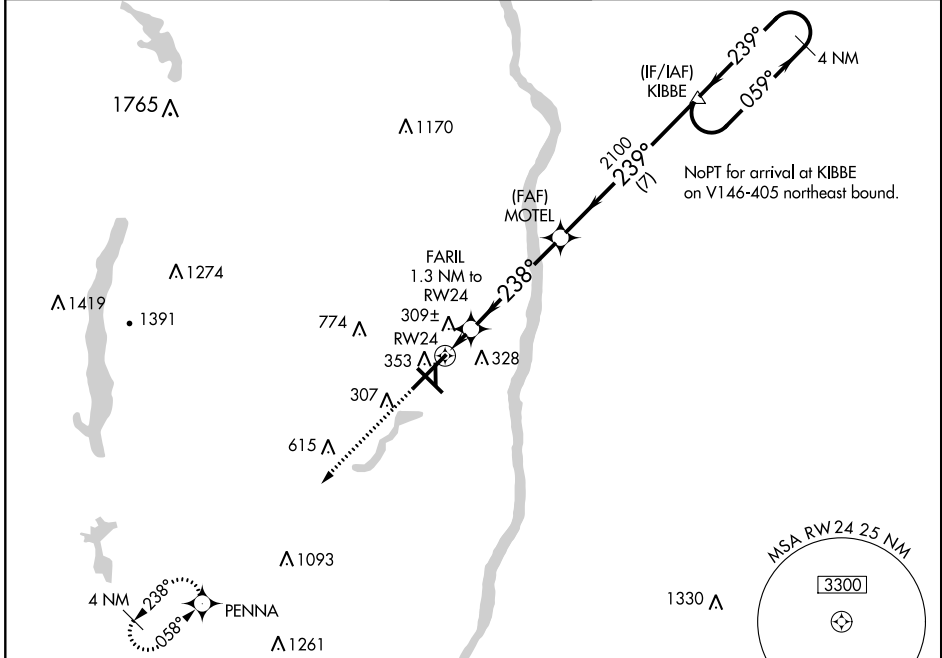 239°
4 NM
(IF/IAF)
KIBBE
059°
1765
1170
2100
239°
(7)
NoPT for arrival at KIBBE
on V146-405 northeast bound.
(FAF)
MOTEL
FARIL
1.3 NM to
RW24
238°
1274
1419
1391
774
309±
RW24
353
328
307
615
MSA RW24 25 NM
3300
1093
4 NM
238°
058°
PENNA
1330
1261